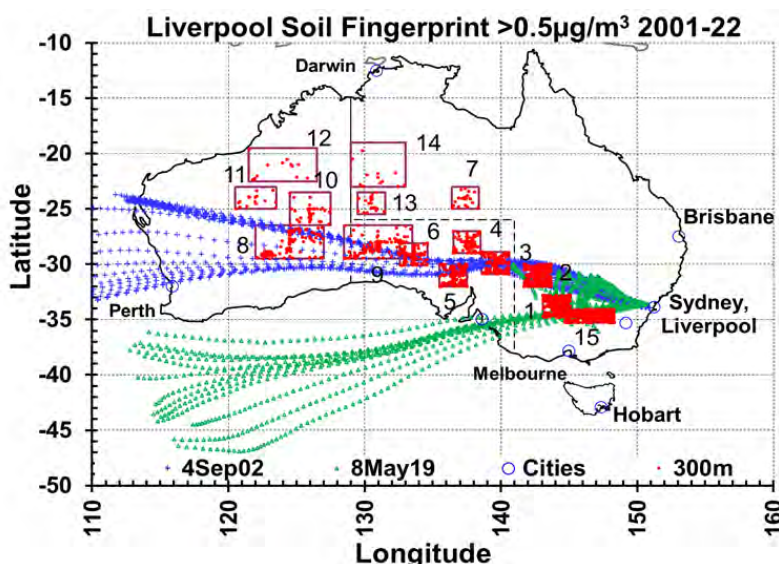 Liverpool Soil Fingerprint >0.5µg/m³ 2001-22
-10
Darwin
-15
-20
12
14
11
10
7
-25
13
Brisbane
6
4
8
3
-30
9
2
Perth
5
1
Sydney,
Liverpool
-35
15
Melbourne
-40
Hobart
-45
4Sep02
8May19
Cities
300m
-50
110
120
130
140
150
160
Latitude
Longitude